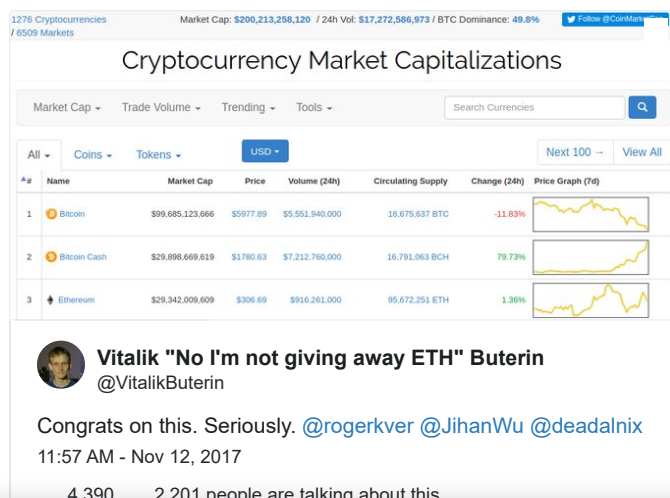 1276 Cryptocurrencies Market Cap: $200,213,258,120 / 24h Vol: $17,272,586,973 / BTC Dominance: 49.8% Follow
/ 6509 Markets
Cryptocurrency Market Capitalizations
Market Cap Trade Volume Trending Tools Search Currencies
All Coins Tokens USD Next 100 → View All
# Name Market Cap Price Volume (24h) Circulating Supply Change (24h) Price Graph (7d)
1 Bitcoin $99,685,123,666 $5977.89 $5,551,940,000 16,675,637 BTC -11.83%
2 Bitcoin Cash $29,898,669,619 $1780.63 $7,212,760,000 16,791,063 BCH 79.73%
3 Ethereum $29,342,009,609 $306.69 $916,261,000 95,672,251 ETH 1.36%
Vitalik "No I'm not giving away ETH" Buterin
@VitalikButerin
Congrats on this. Seriously. @rogerkver @JihanWu @deadalnix
11:57 AM - Nov 12, 2017
4,390 2,201 people are talking about this